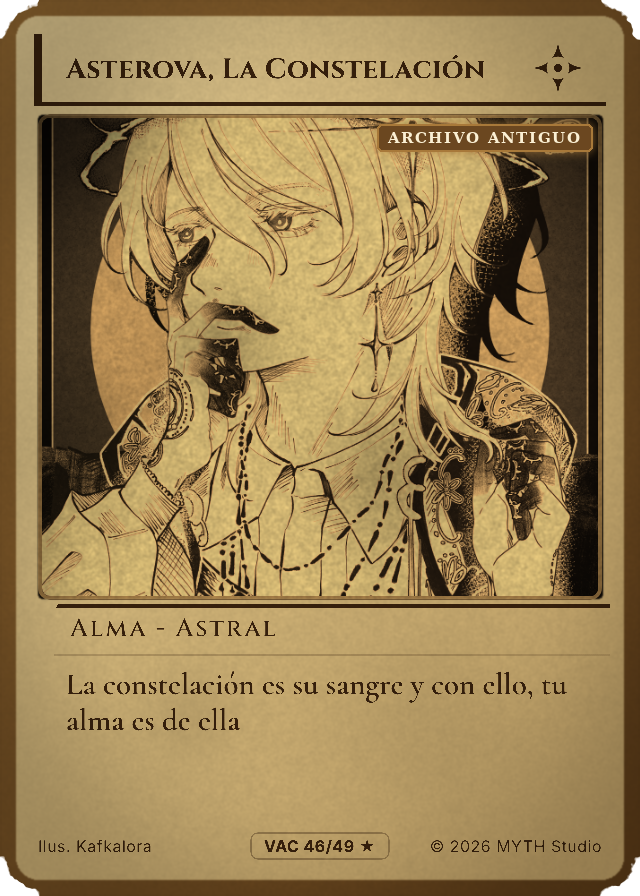 Asterova, La Constelación
ARCHIVO ANTIGUO
Alma - Astral
La constelación es su sangre y con ello, tu
alma es de ella
Ilus. Kafkalora
VAC 46/49 ★
© 2026 MYTH Studio